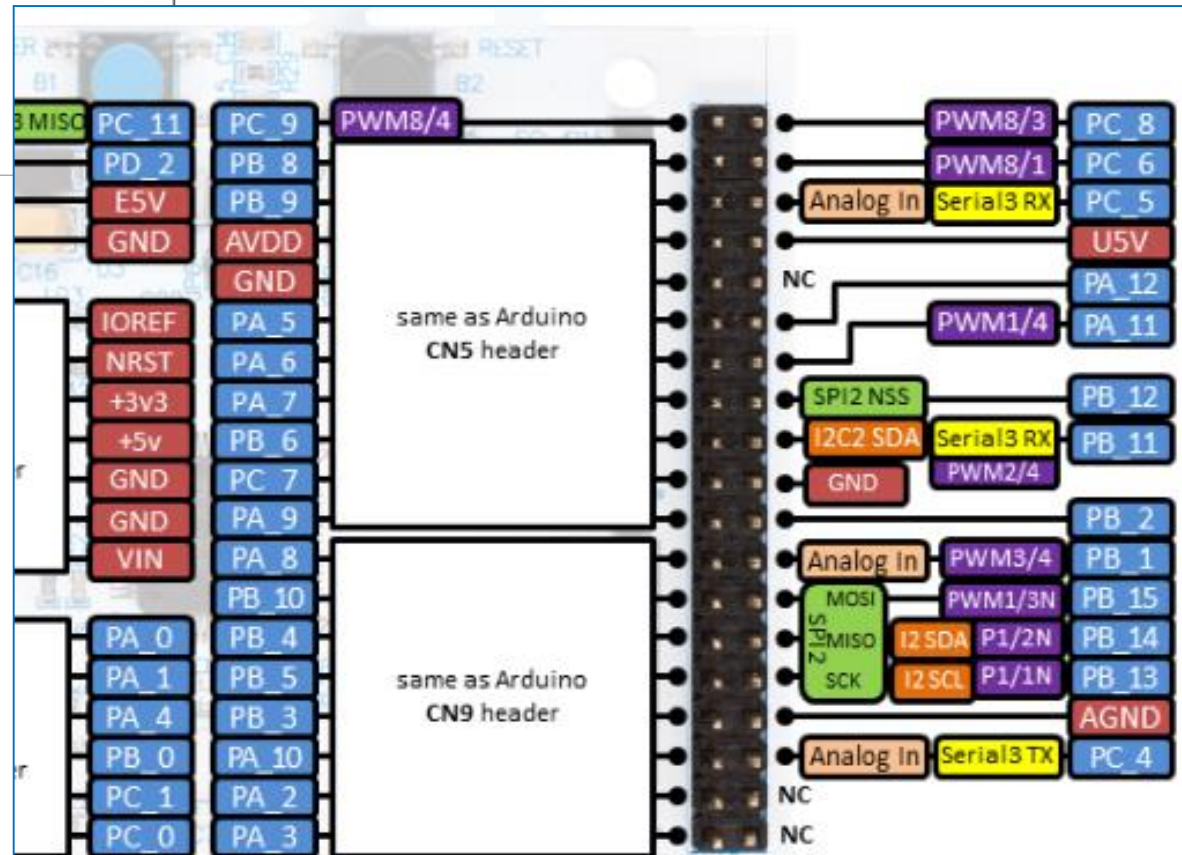 RESET
B1
B2
3 MISO PC_11 PC_9 PWM8/4 PWM8/3 PC_8
PD_2 PB_8 PWM8/1 PC_6
E5V PB_9 Analog In Serial3 RX PC_5
GND AVDD U5V
GND NC PA_12
IOREF PA_5 same as Arduino PWM1/4 PA_11
NRST PA_6 CN5 header
+3v3 PA_7 SPI2 NSS PB_12
+5v PB_6 I2C2 SDA Serial3 RX PB_11
GND PC_7 GND PWM2/4
GND PA_9 PB_2
VIN PA_8 Analog In PWM3/4 PB_1
PB_10 MOSI PWM1/3N PB_15
PA_0 PB_4 SPI2 MISO I2 SDA P1/2N PB_14
PA_1 PB_5 same as Arduino SCK I2 SCL P1/1N PB_13
PA_4 PB_3 CN9 header AGND
PB_0 PA_10 Analog In Serial3 TX PC_4
PC_1 PA_2 NC
PC_0 PA_3 NC